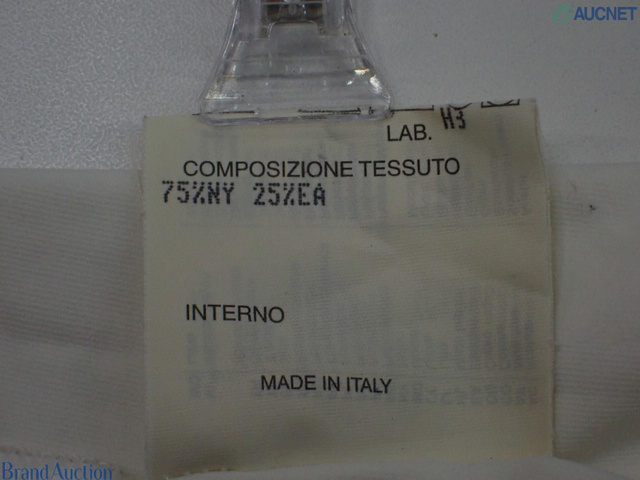 AUCNET
LAB. H3
COMPOSIZIONE TESSUTO
75%NY 25%EA
INTERNO
MADE IN ITALY
Brand Auction